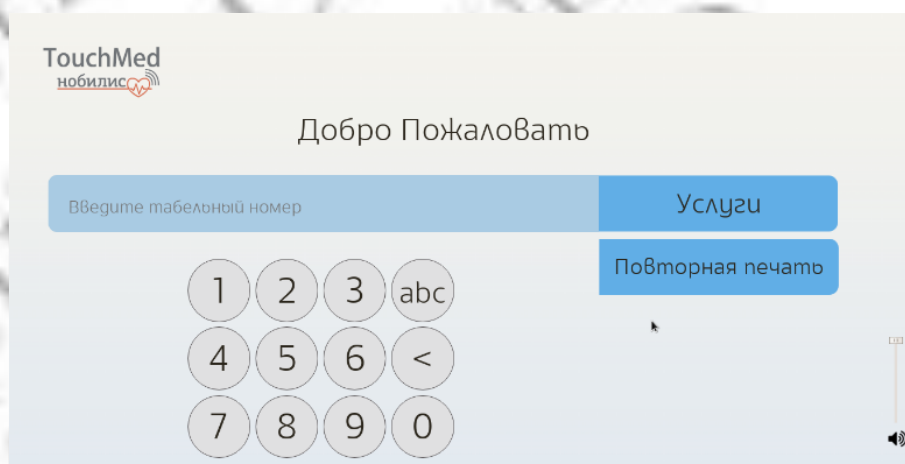 TouchMed
нобилис
Добро Пожаловать
Введите табельный номер
Услуги
Повторная печать
1 2 3 abc
4 5 6 <
7 8 9 0